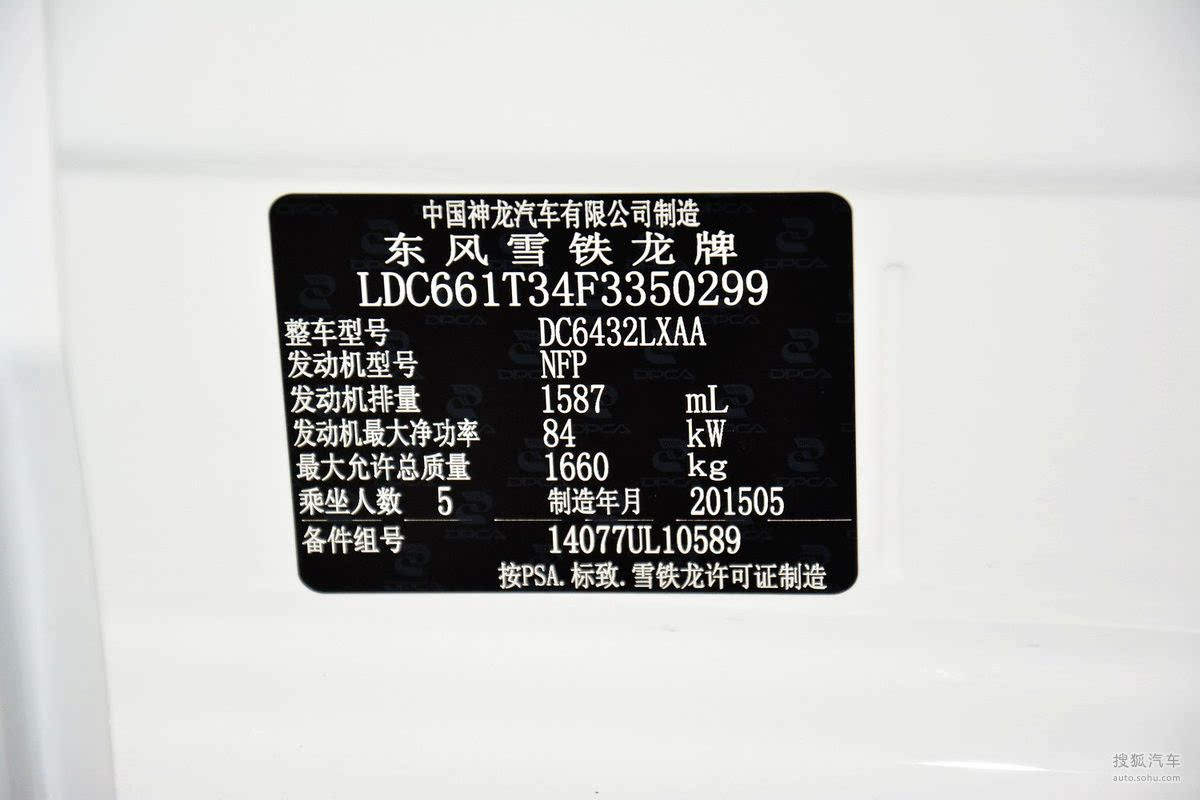 中国神龙汽车有限公司制造
东风雪铁龙牌
LDC661T34F3350299
整车型号 DC6432LXAA
发动机型号 NFP
发动机排量 1587 mL
发动机最大净功率 84 kW
最大允许总质量 1660 kg
乘坐人数 5 制造年月 201505
备件组号 14077UL10589
按PSA.标致.雪铁龙许可证制造
搜狐汽车
auto.sohu.com